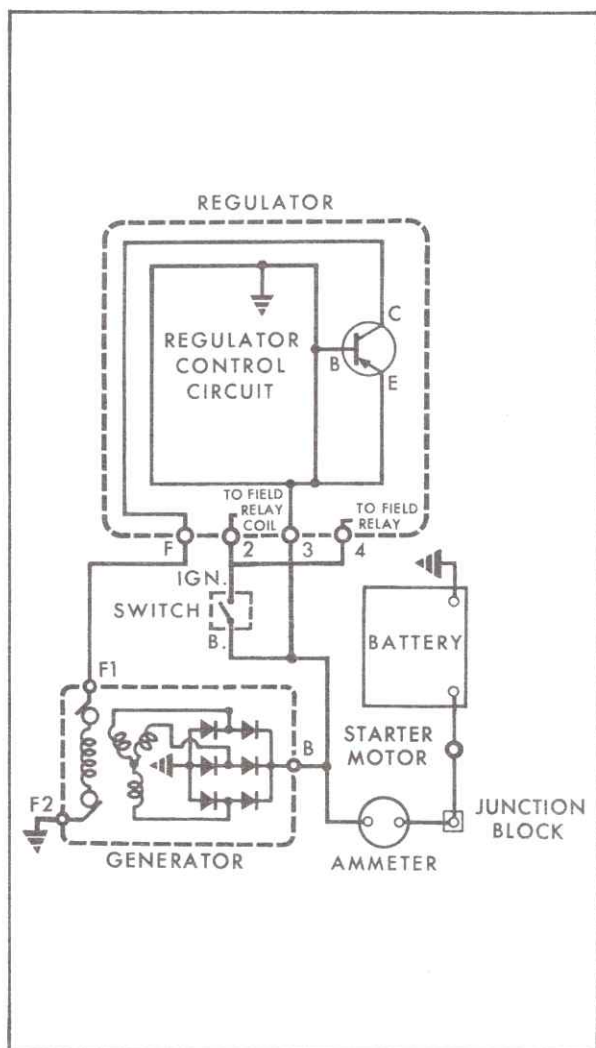 REGULATOR
C
REGULATOR
CONTROL
CIRCUIT
B
E
TO FIELD
RELAY
COIL
TO FIELD
RELAY
F
2
3
4
IGN.
SWITCH
B.
BATTERY
F1
B
STARTER
MOTOR
F2
JUNCTION
BLOCK
GENERATOR
AMMETER